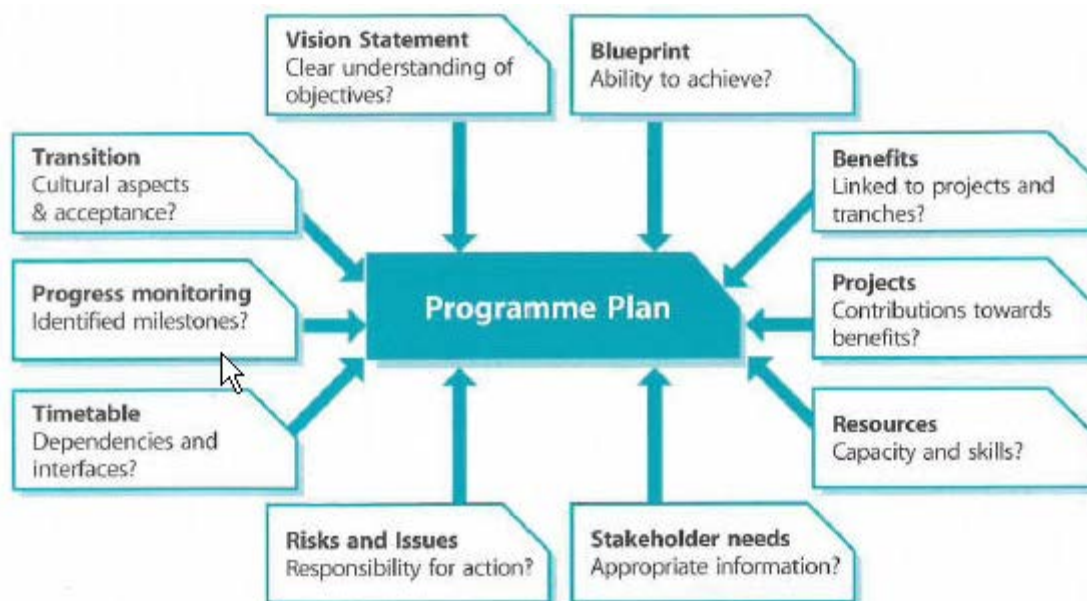 Vision Statement
Clear understanding of
objectives?
Blueprint
Ability to achieve?
Transition
Cultural aspects
& acceptance?
Benefits
Linked to projects and
tranches?
Progress monitoring
Identified milestones?
Programme Plan
Projects
Contributions towards
benefits?
Timetable
Dependencies and
interfaces?
Resources
Capacity and skills?
Risks and Issues
Responsibility for action?
Stakeholder needs
Appropriate information?